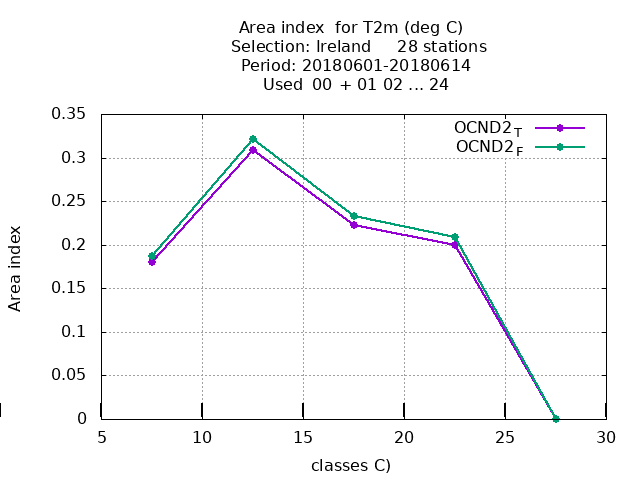 Area index  for T2m (deg C)
Selection: Ireland     28 stations
Period: 20180601-20180614
Used 00 + 01 02 ... 24
OCND2T
OCND2F
0.35
0.3
0.25
0.2
0.15
0.1
0.05
0
Area index
5 10 15 20 25 30
classes C)